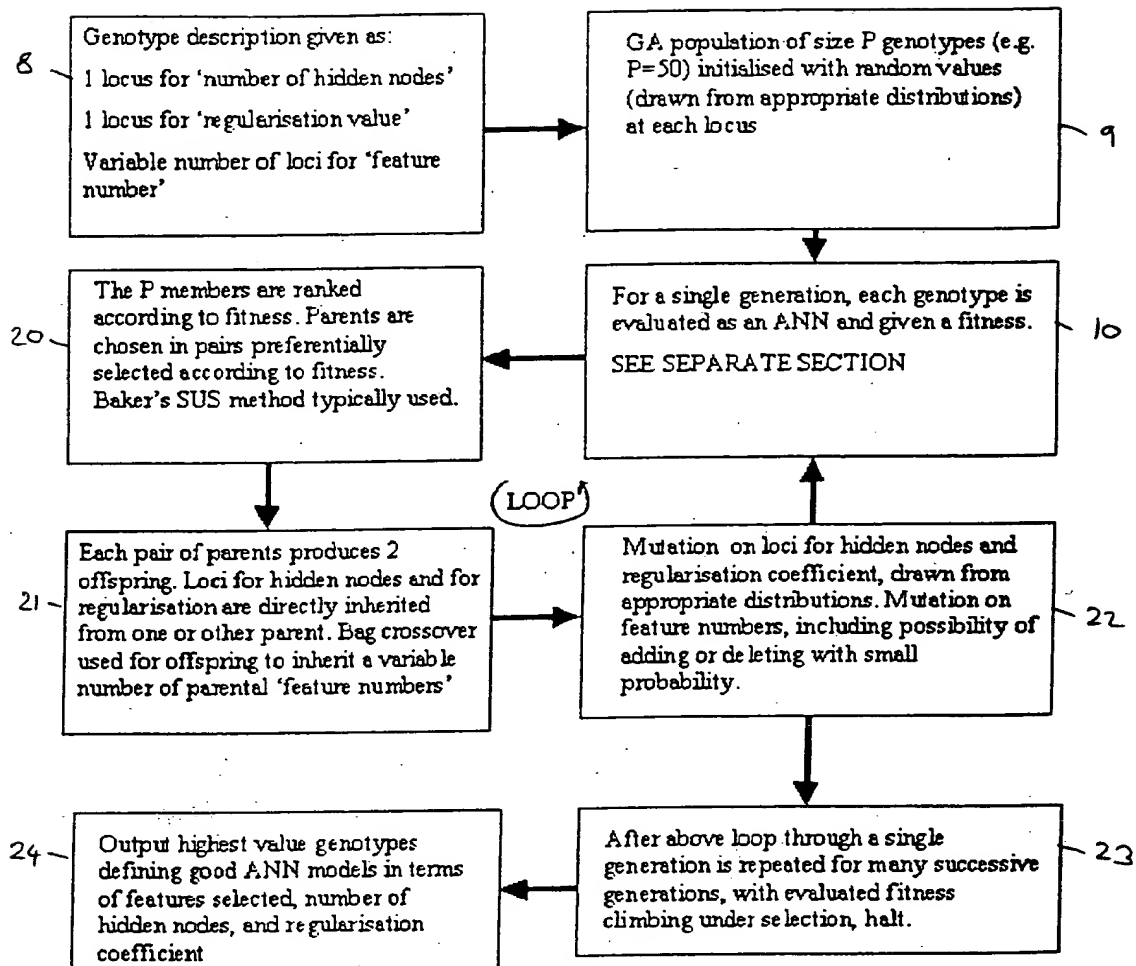 8
Genotype description given as:
1 locus for 'number of hidden nodes'
1 locus for 'regularisation value'
Variable number of loci for 'feature
number'
GA population of size P genotypes (e.g.
P=50) initialised with random values
(drawn from appropriate distributions)
at each locus
9
For a single generation, each genotype is
evaluated as an ANN and given a fitness.
SEE SEPARATE SECTION
10
20
The P members are ranked
according to fitness. Parents are
chosen in pairs preferentially
selected according to fitness.
Baker's SUS method typically used.
LOOP
21
Each pair of parents produces 2
offspring. Loci for hidden nodes and for
regularisation are directly inherited
from one or other parent. Bag crossover
used for offspring to inherit a variable
number of parental 'feature numbers'
Mutation on loci for hidden nodes and
regularisation coefficient, drawn from
appropriate distributions. Mutation on
feature numbers, including possibility of
adding or deleting with small
probability.
22
After above loop through a single
generation is repeated for many successive
generations, with evaluated fitness
climbing under selection, halt.
23
24
Output highest value genotypes
defining good ANN models in terms
of features selected, number of
hidden nodes, and regularisation
coefficient